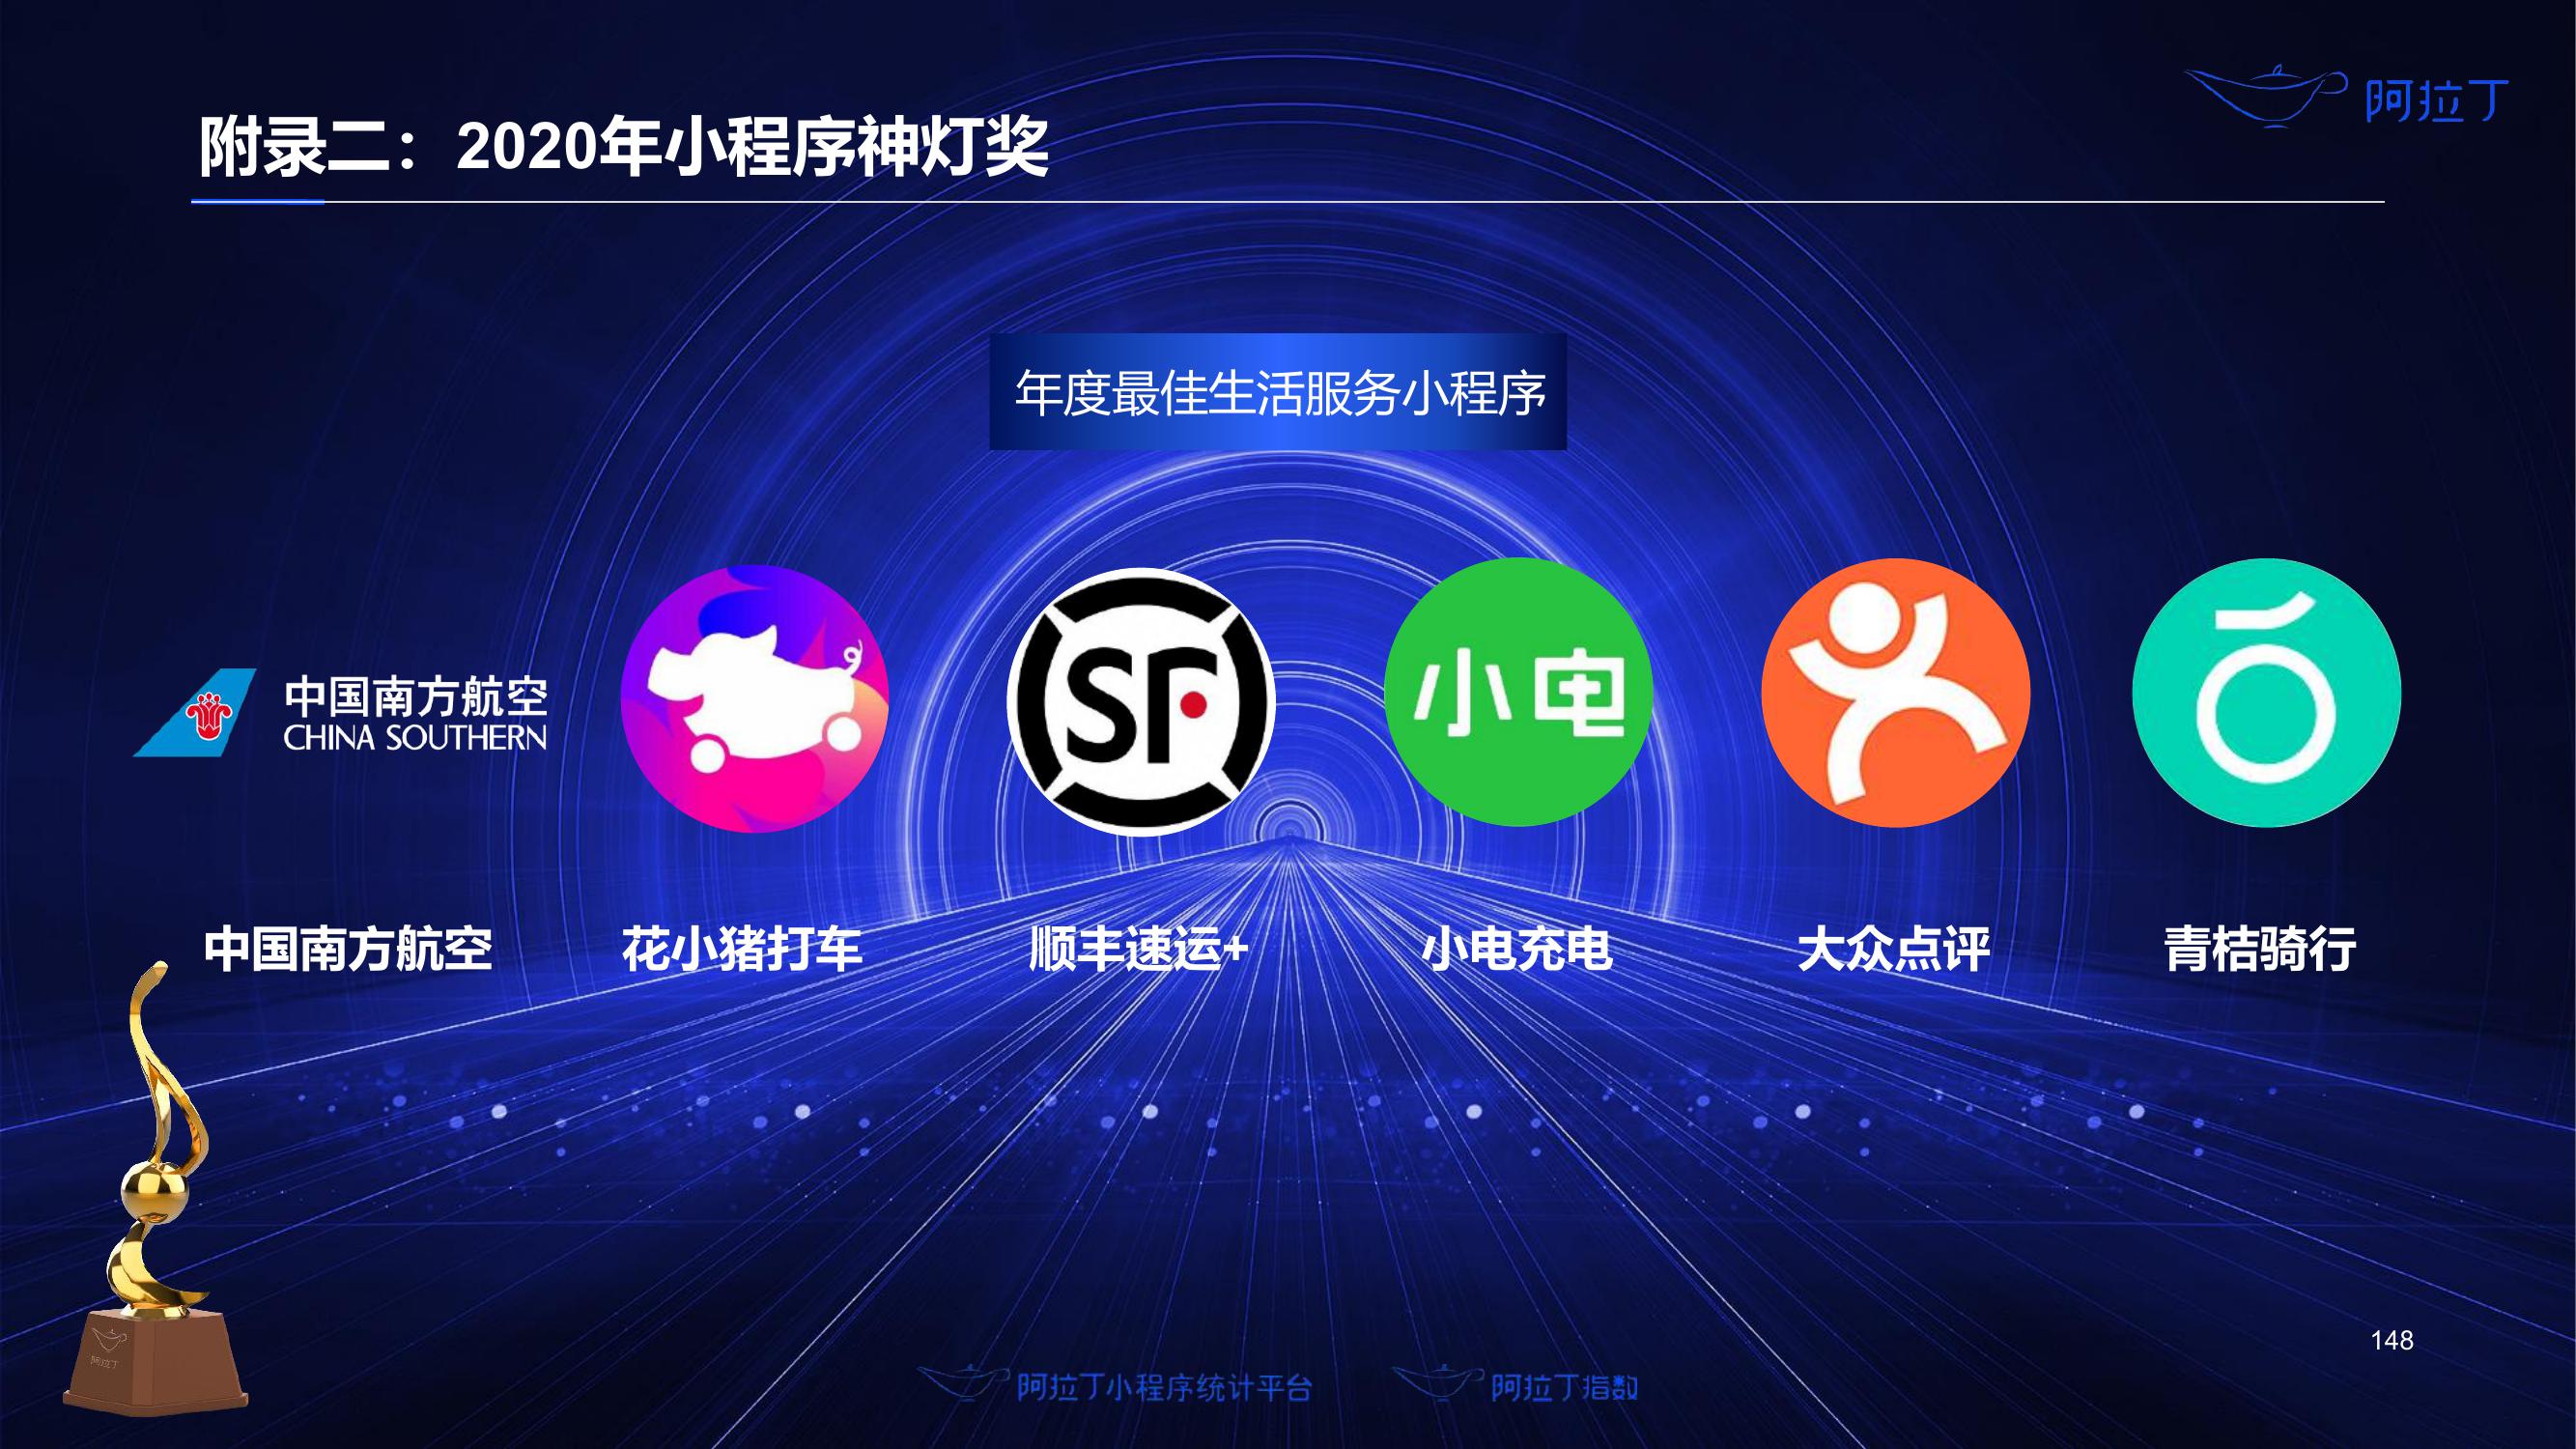 阿拉丁
附录二：2020年小程序神灯奖
年度最佳生活服务小程序
中国南方航空
CHINA SOUTHERN
SF
小电
中国南方航空
花小猪打车
顺丰速运+
小电充电
大众点评
青桔骑行
阿拉丁
148
阿拉丁小程序统计平台
阿拉丁指数